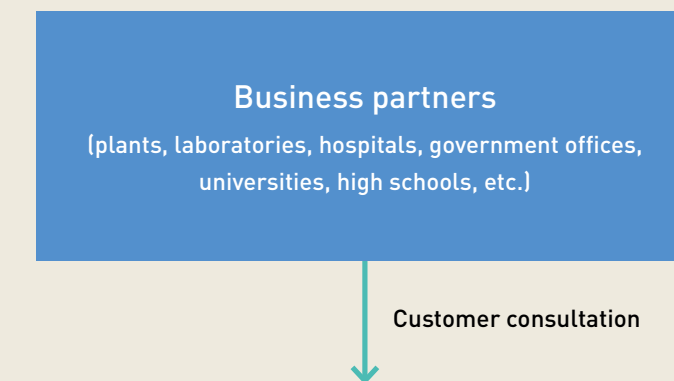 Business partners
(plants, laboratories, hospitals, government offices,
universities, high schools, etc.)
Customer consultation